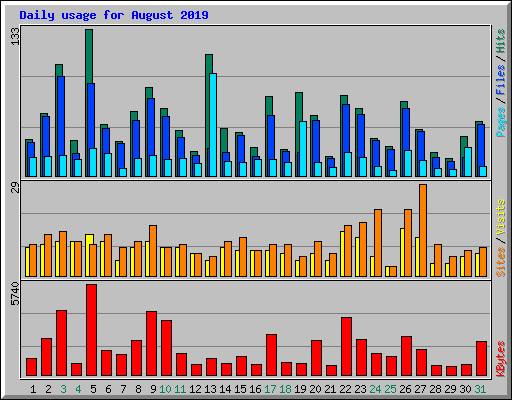 Daily usage for August 2019
133
Pages / Files / Hits
29
Sites / Visits
5740
KBytes
1 2 3 4 5 6 7 8 9 10 11 12 13 14 15 16 17 18 19 20 21 22 23 24 25 26 27 28 29 30 31